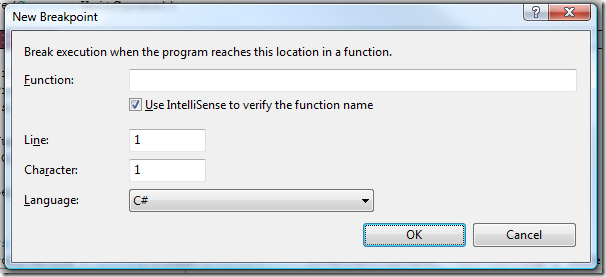 New Breakpoint
Break execution when the program reaches this location in a function.
Function:
Use IntelliSense to verify the function name
Line: 1
Character: 1
Language: C#
OK Cancel